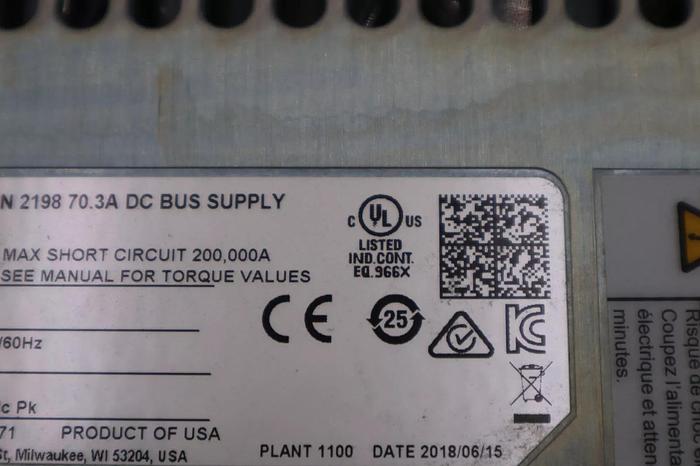 N 2198 70.3A DC BUS SUPPLY
MAX SHORT CIRCUIT 200,000A
SEE MANUAL FOR TORQUE VALUES
C UL US
LISTED
IND.CONT.
EQ.966X
CE
25
/60Hz
c Pk
71 PRODUCT OF USA
St, Milwaukee, WI 53204, USA
PLANT 1100 DATE 2018/06/15
Risque de
Coupez l'alimenta
électrique et atten
minutes.